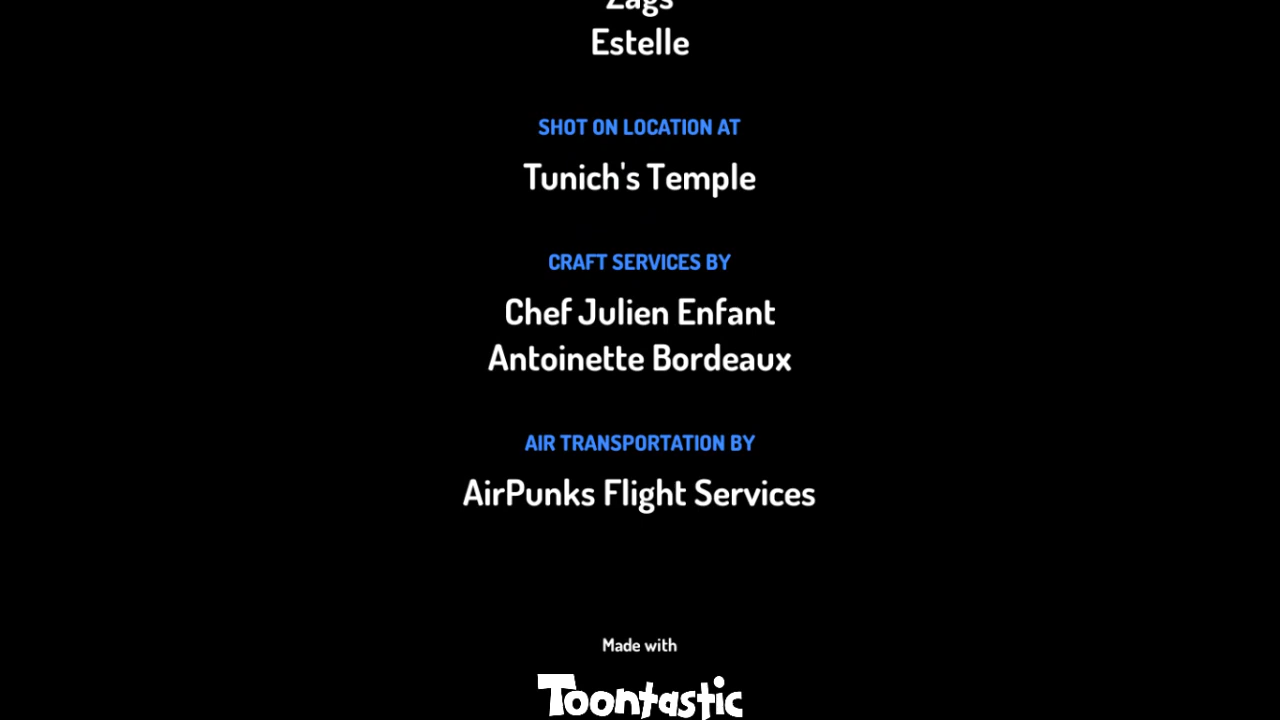 Zags
Estelle
SHOT ON LOCATION AT
Tunich's Temple
CRAFT SERVICES BY
Chef Julien Enfant
Antoinette Bordeaux
AIR TRANSPORTATION BY
AirPunks Flight Services
Made with
Toontastic